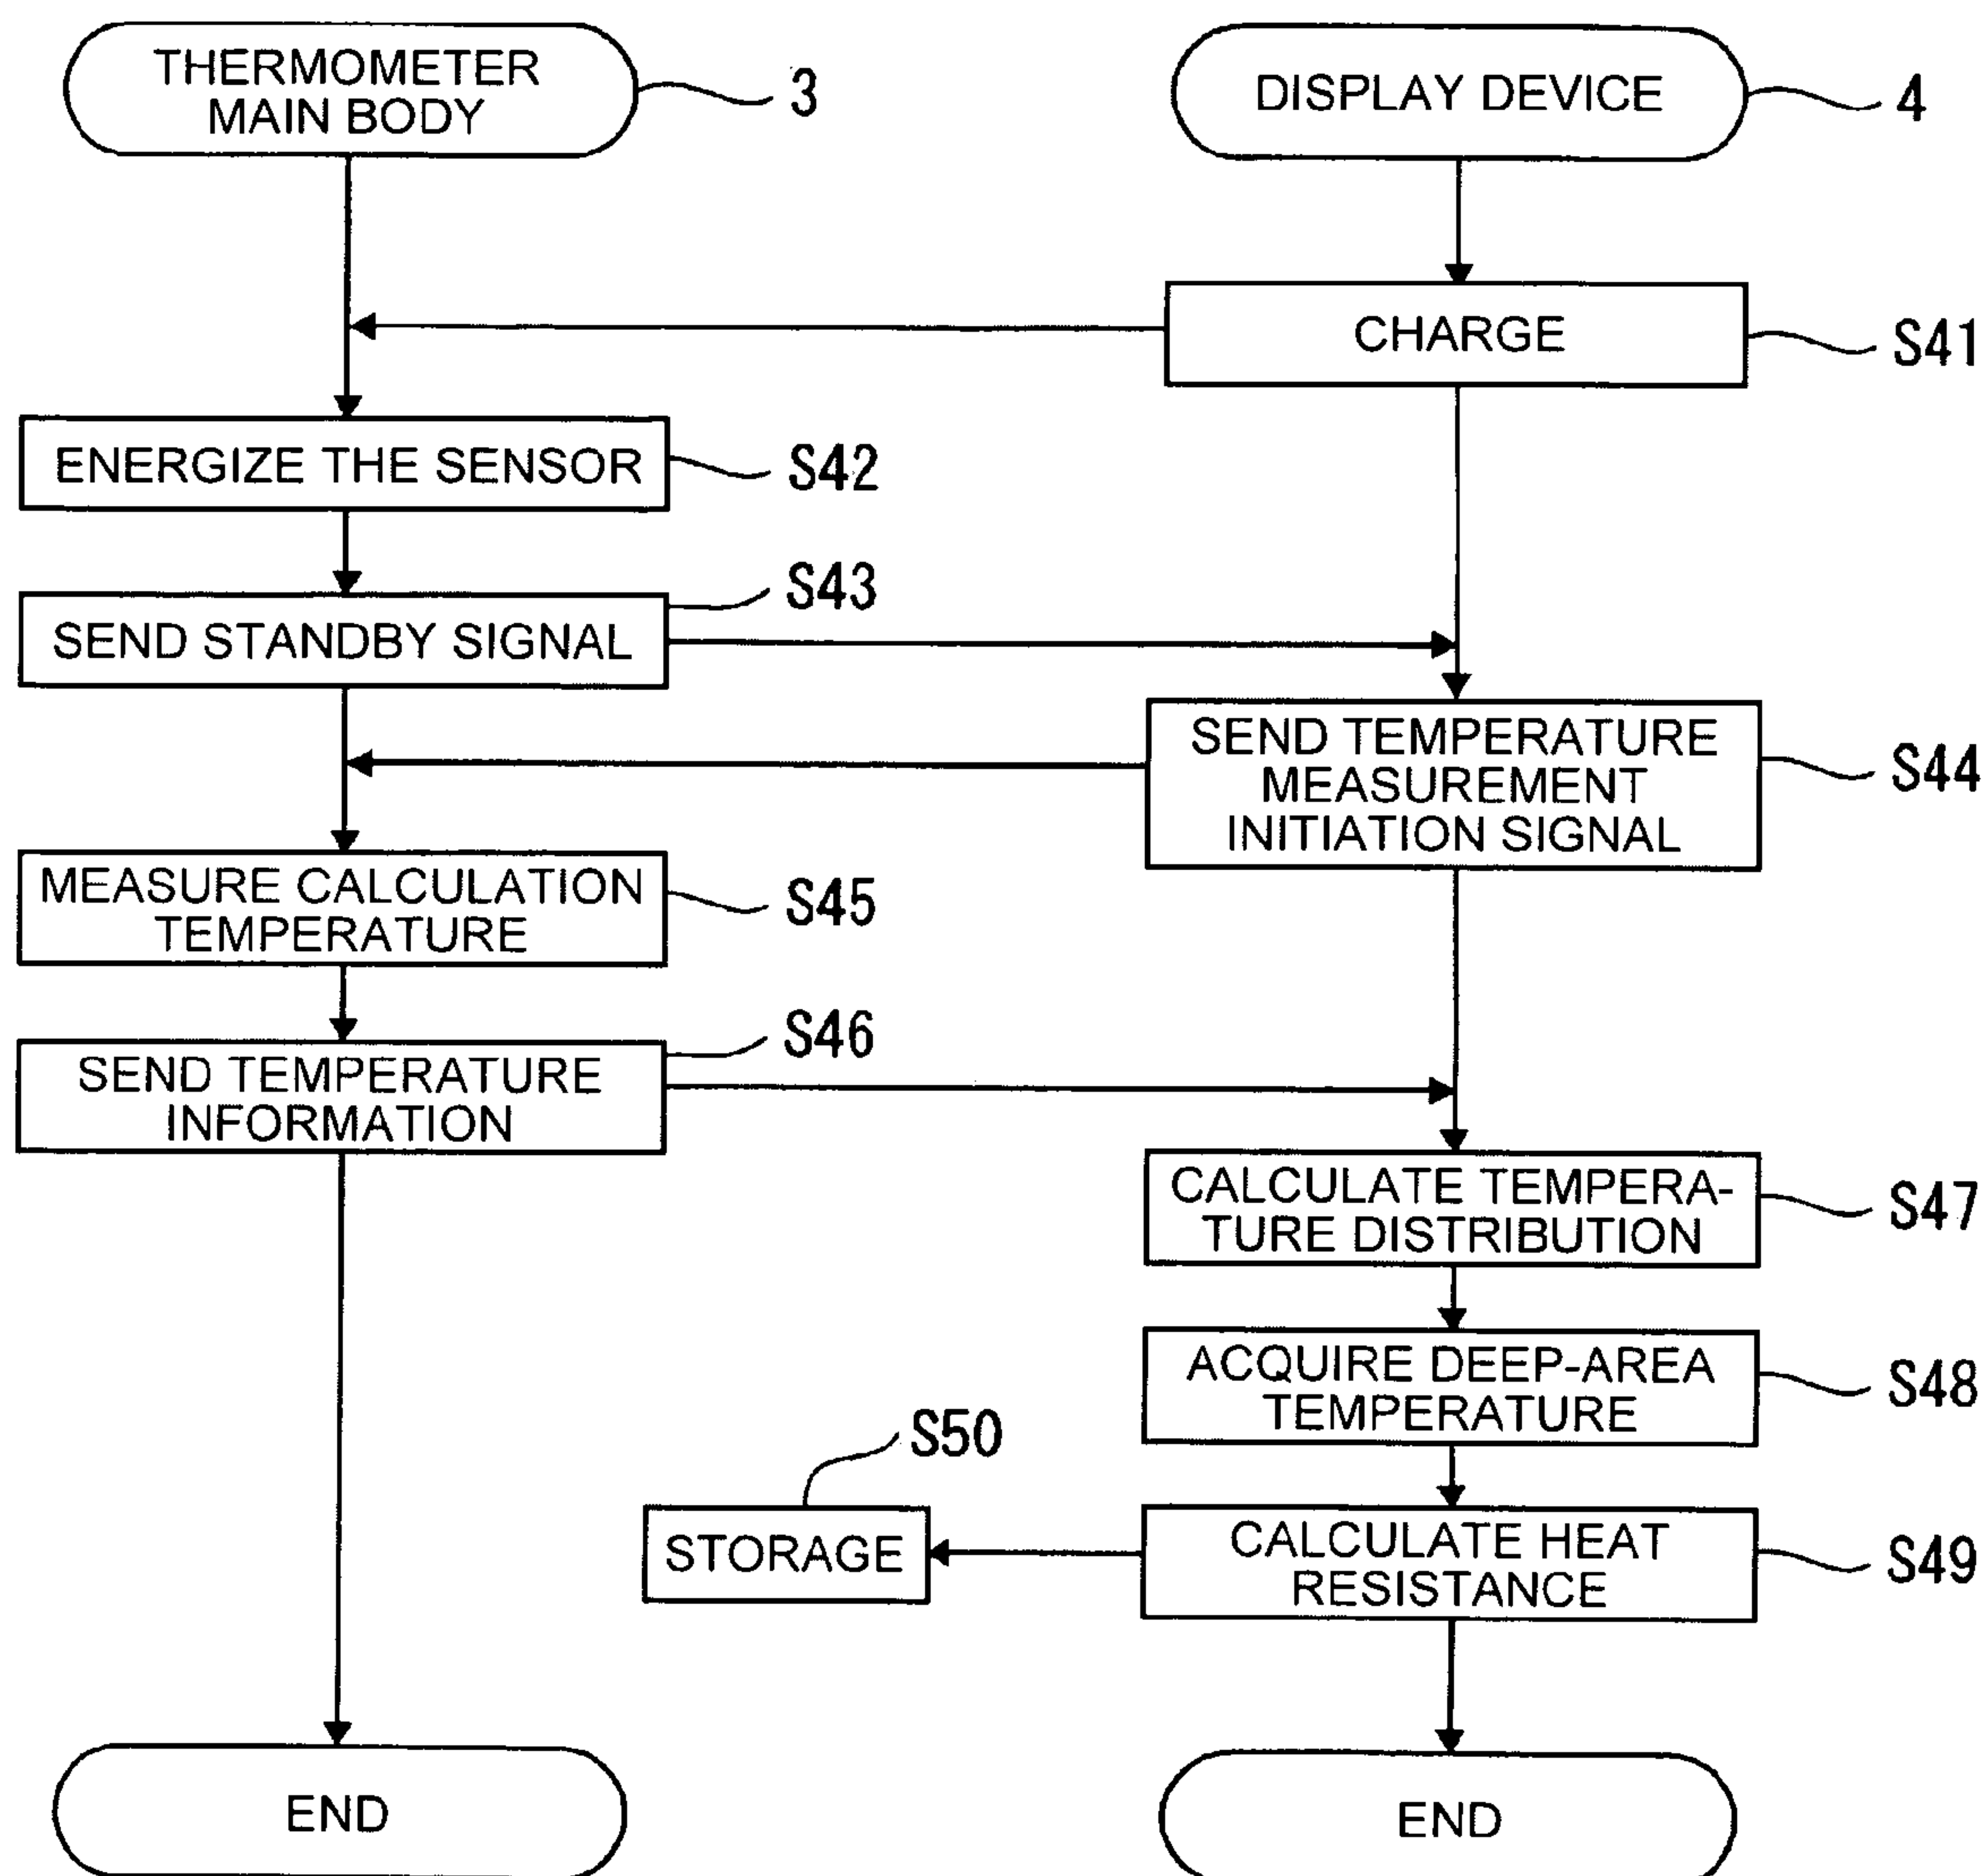 THERMOMETER
MAIN BODY
3
DISPLAY DEVICE
4
CHARGE
S41
ENERGIZE THE SENSOR
S42
SEND STANDBY SIGNAL
S43
SEND TEMPERATURE
MEASUREMENT
INITIATION SIGNAL
S44
MEASURE CALCULATION
TEMPERATURE
S45
SEND TEMPERATURE
INFORMATION
S46
CALCULATE TEMPERA-
TURE DISTRIBUTION
S47
ACQUIRE DEEP-AREA
TEMPERATURE
S48
S50
STORAGE
CALCULATE HEAT
RESISTANCE
S49
END
END